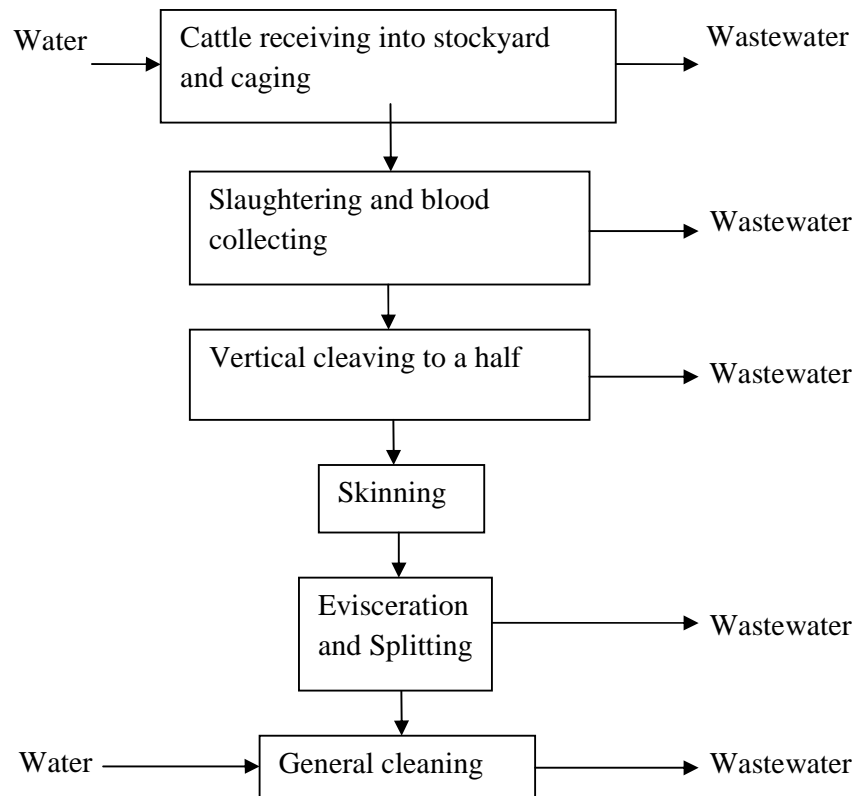 Water
Cattle receiving into stockyard
and caging
Wastewater
Slaughtering and blood
collecting
Wastewater
Vertical cleaving to a half
Wastewater
Skinning
Evisceration
and Splitting
Wastewater
Water
General cleaning
Wastewater